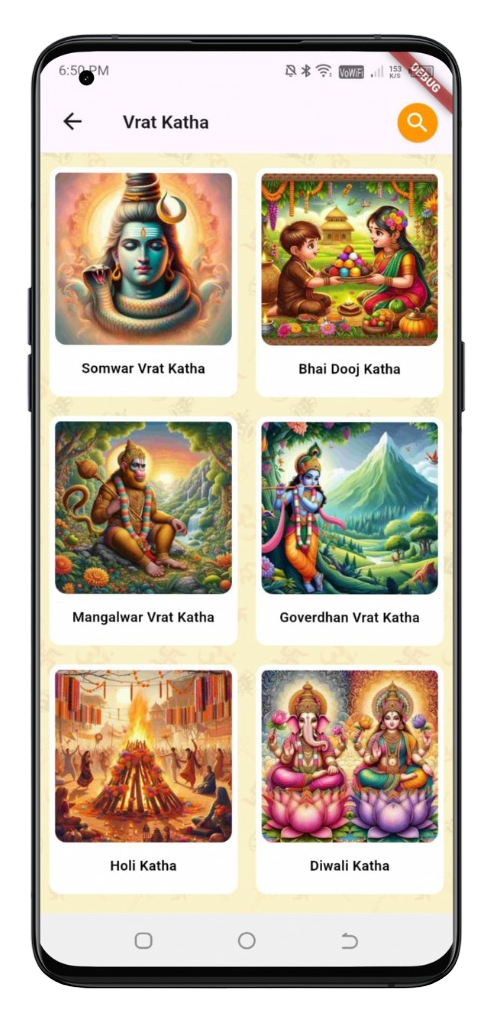 6:50 PM
VoWiFi
153
K/S
DEBUG
Vrat Katha
Somwar Vrat Katha
Bhai Dooj Katha
Mangalwar Vrat Katha
Goverdhan Vrat Katha
Holi Katha
Diwali Katha